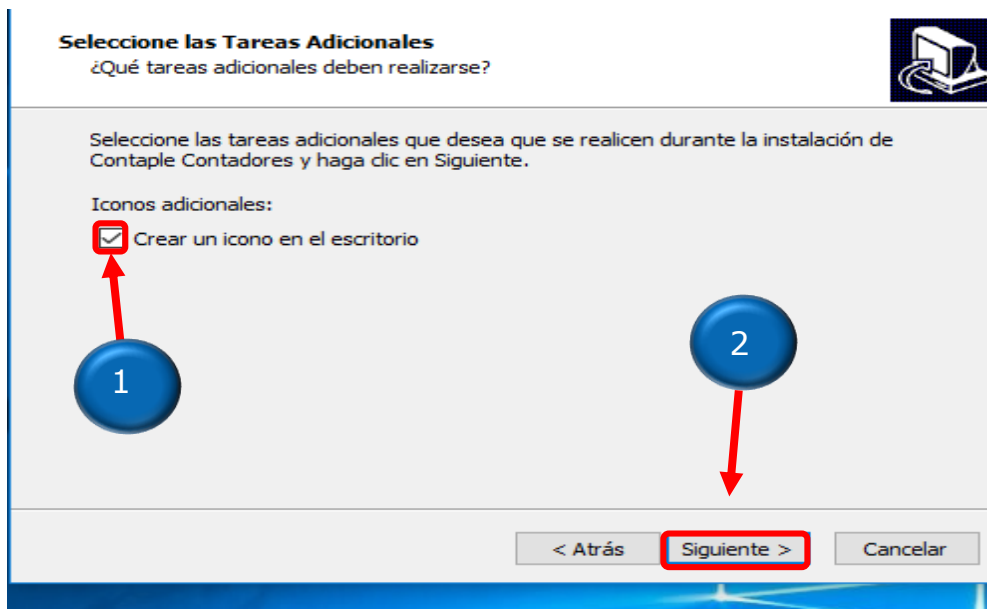 Seleccione las Tareas Adicionales
¿Qué tareas adicionales deben realizarse?
Seleccione las tareas adicionales que desea que se realicen durante la instalación de
Contaple Contadores y haga clic en Siguiente.
Iconos adicionales:
Crear un icono en el escritorio
2
1
< Atrás
Siguiente >
Cancelar